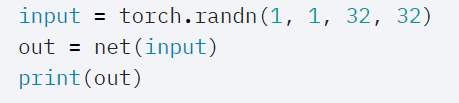 input = torch.randn(1, 1, 32, 32)
out = net(input)
print(out)